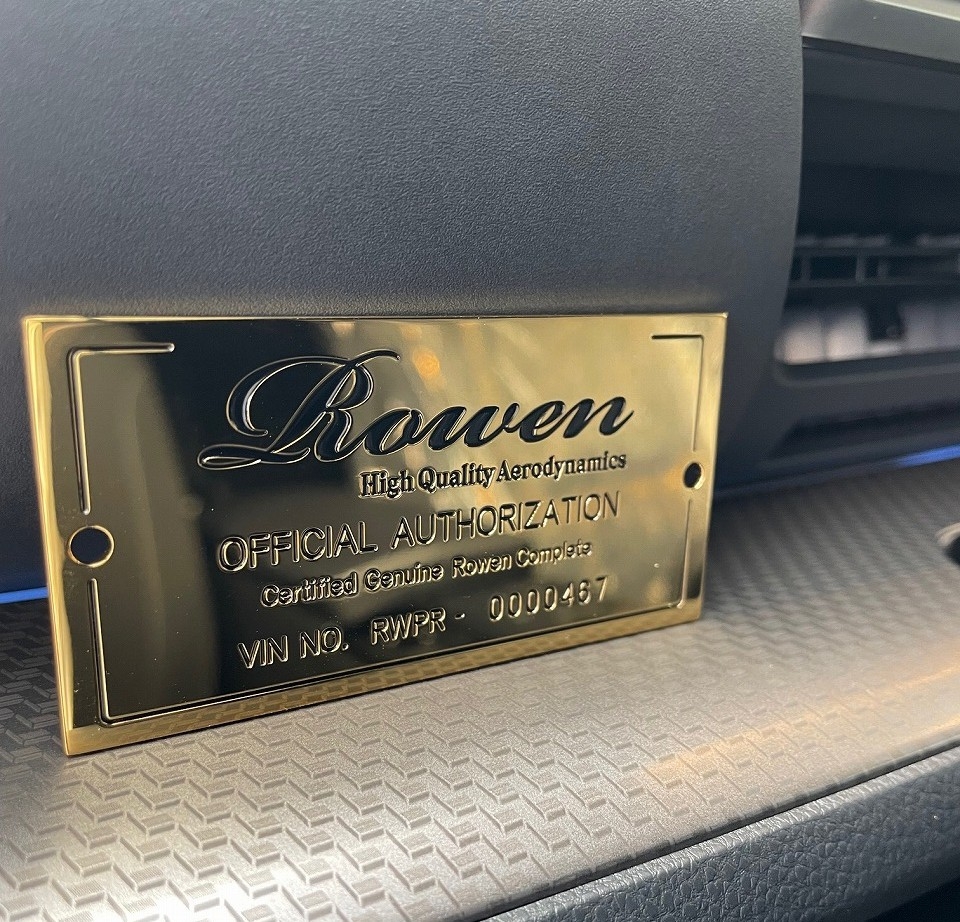 Rowen
High Quality Aerodynamics
OFFICIAL AUTHORIZATION
Certified Genuine Rowen Complete
VIN NO. RWPR - 0000467